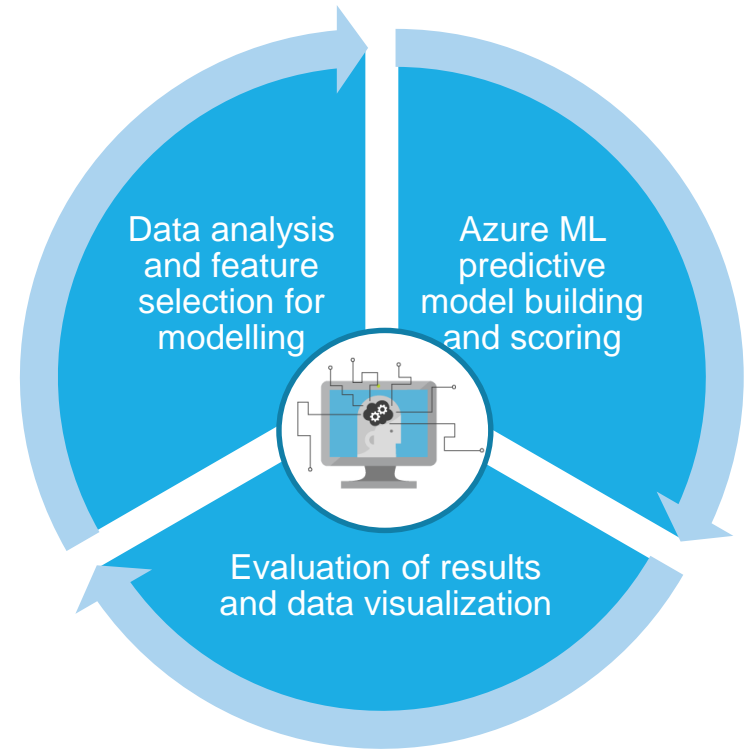 Data analysis
and feature
selection for
modelling
Azure ML
predictive
model building
and scoring
Evaluation of results
and data visualization